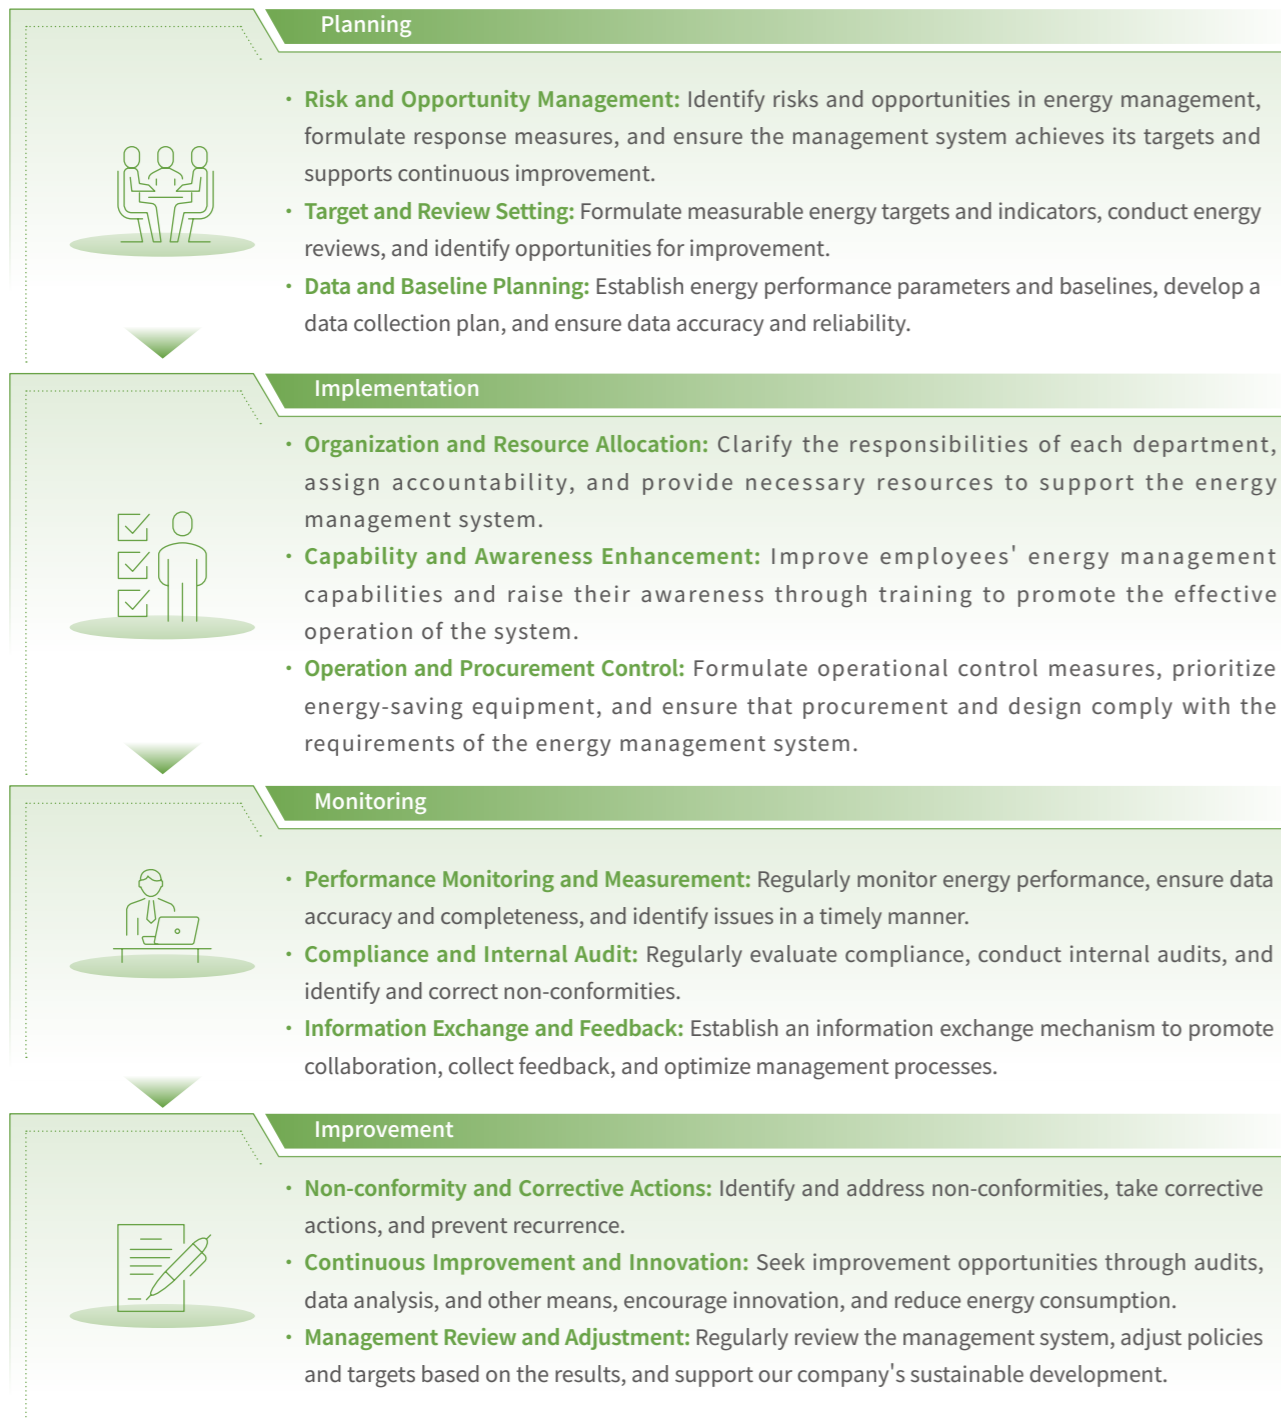 Planning
· Risk and Opportunity Management: Identify risks and opportunities in energy management,
formulate response measures, and ensure the management system achieves its targets and
supports continuous improvement.
· Target and Review Setting: Formulate measurable energy targets and indicators, conduct energy
reviews, and identify opportunities for improvement.
· Data and Baseline Planning: Establish energy performance parameters and baselines, develop a
data collection plan, and ensure data accuracy and reliability.
Implementation
· Organization and Resource Allocation: Clarify the responsibilities of each department,
assign accountability, and provide necessary resources to support the energy
management system.
· Capability and Awareness Enhancement: Improve employees' energy management
capabilities and raise their awareness through training to promote the effective
operation of the system.
· Operation and Procurement Control: Formulate operational control measures, prioritize
energy-saving equipment, and ensure that procurement and design comply with the
requirements of the energy management system.
Monitoring
· Performance Monitoring and Measurement: Regularly monitor energy performance, ensure data
accuracy and completeness, and identify issues in a timely manner.
· Compliance and Internal Audit: Regularly evaluate compliance, conduct internal audits, and
identify and correct non-conformities.
· Information Exchange and Feedback: Establish an information exchange mechanism to promote
collaboration, collect feedback, and optimize management processes.
Improvement
· Non-conformity and Corrective Actions: Identify and address non-conformities, take corrective
actions, and prevent recurrence.
· Continuous Improvement and Innovation: Seek improvement opportunities through audits,
data analysis, and other means, encourage innovation, and reduce energy consumption.
· Management Review and Adjustment: Regularly review the management system, adjust policies
and targets based on the results, and support our company's sustainable development.